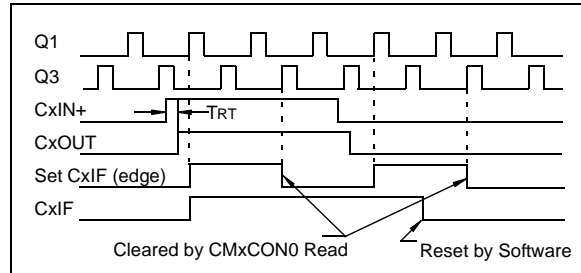 Q1
Q3
CxIN+
TRT
CxOUT
Set CxIF (edge)
CxIF
Cleared by CMxCON0 Read
Reset by Software